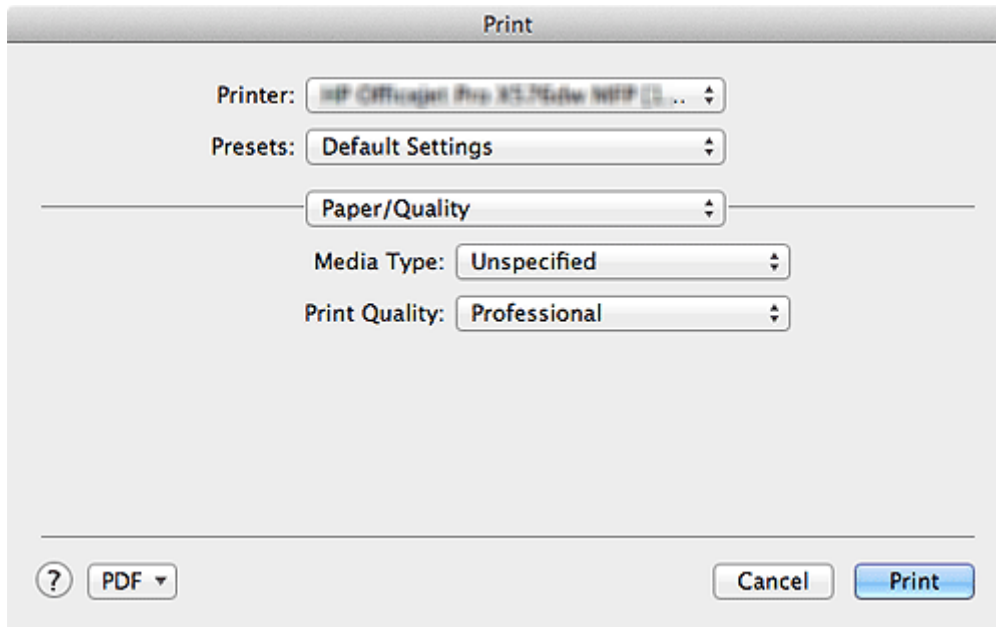 Print
Printer:
Presets: Default Settings
Paper/Quality
Media Type: Unspecified
Print Quality: Professional
? PDF Cancel Print